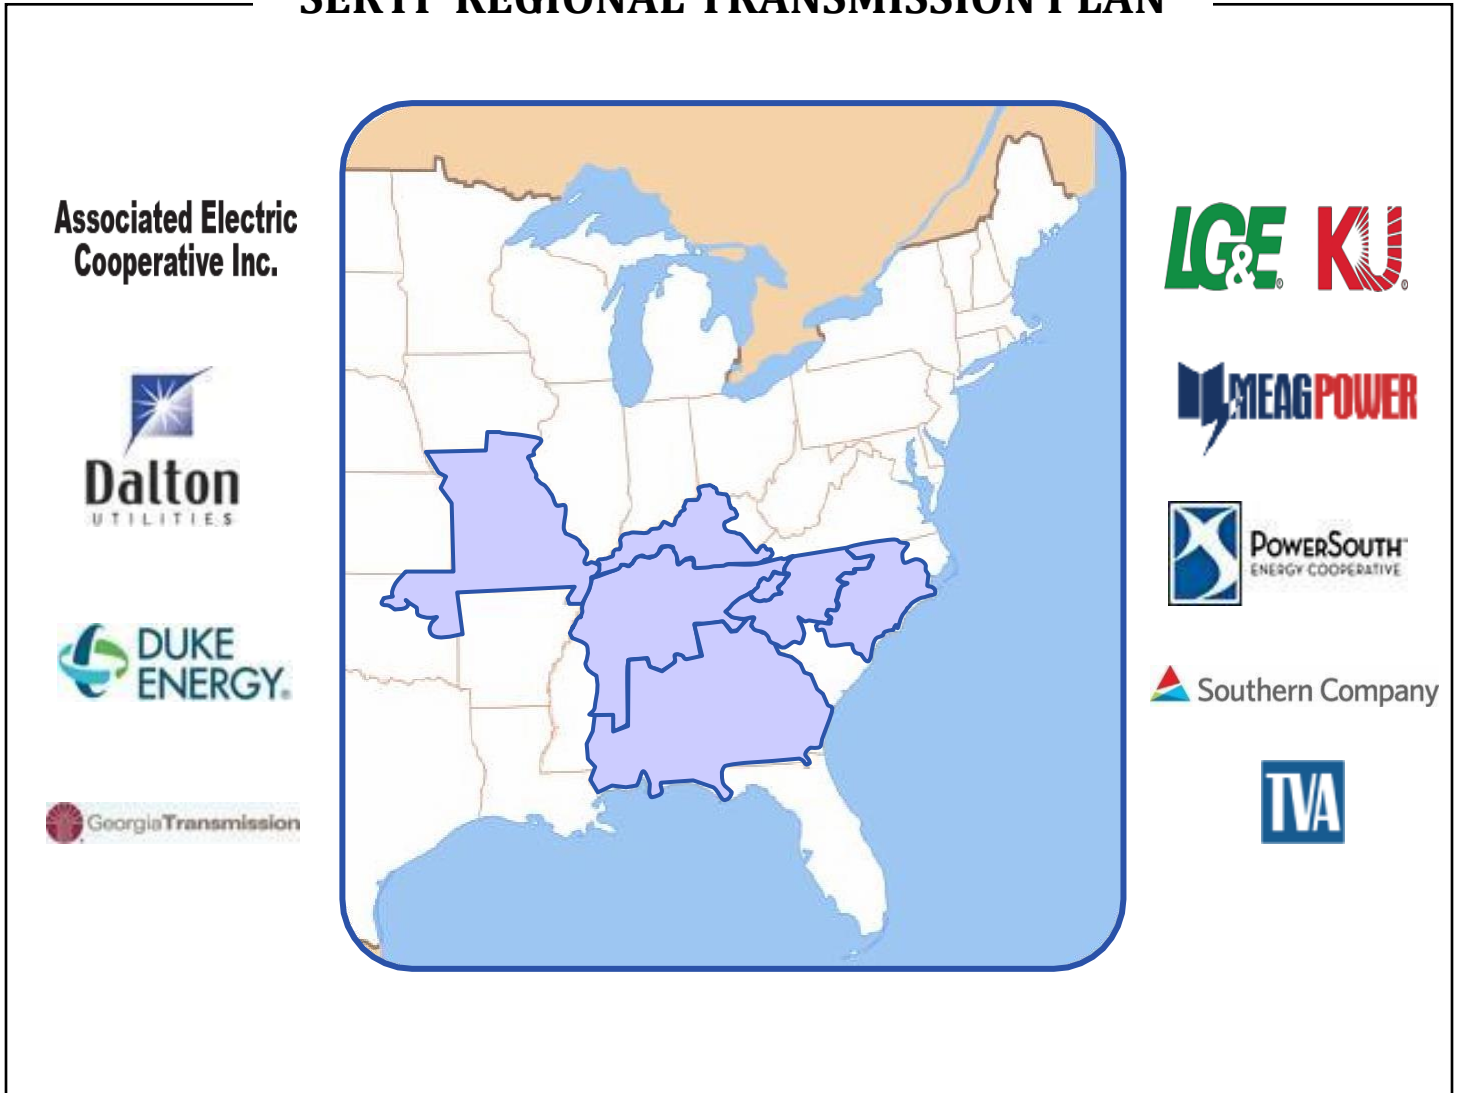 SERTP REGIONAL TRANSMISSION PLAN
Associated Electric
Cooperative Inc.
Dalton
UTILITIES
DUKE
ENERGY®
GeorgiaTransmission
LG&E® KU®
MEAGPOWER
POWERSOUTH™
ENERGY COOPERATIVE
Southern Company
TVA